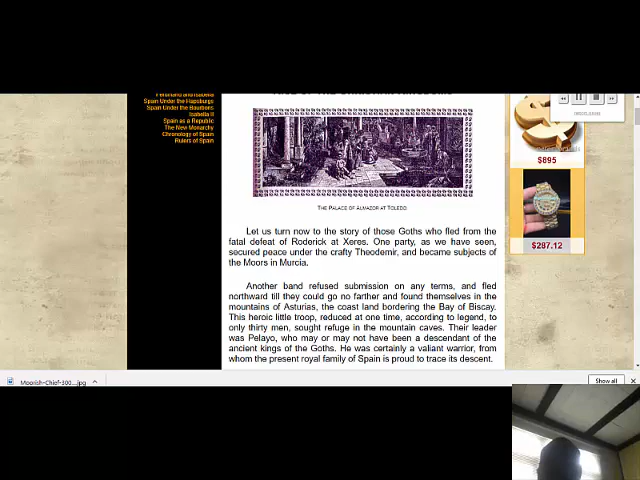 Ferdinand and Isabella
Spain Under the Hapsburgs
Spain Under the Bourbons
Isabella II
Spain as a Republic
The New Monarchy
Chronology of Spain
Rulers of Spain
THE PALACE OF ALMAZOR AT TOLEDO.
Let us turn now to the story of those Goths who fled from the
fatal defeat of Roderick at Xeres. One party, as we have seen,
secured peace under the crafty Theodemir, and became subjects of
the Moors in Murcia.
Another band refused submission on any terms, and fled
northward till they could go no farther and found themselves in the
mountains of Asturias, the coast land bordering the Bay of Biscay.
This heroic little troop, reduced at one time, according to legend, to
only thirty men, sought refuge in the mountain caves. Their leader
was Pelayo, who may or may not have been a descendant of the
ancient kings of the Goths. He was certainly a valiant warrior, from
whom the present royal family of Spain is proud to trace its descent.
$895
$287.12
Moorish-Chief-300....jpg
Show all